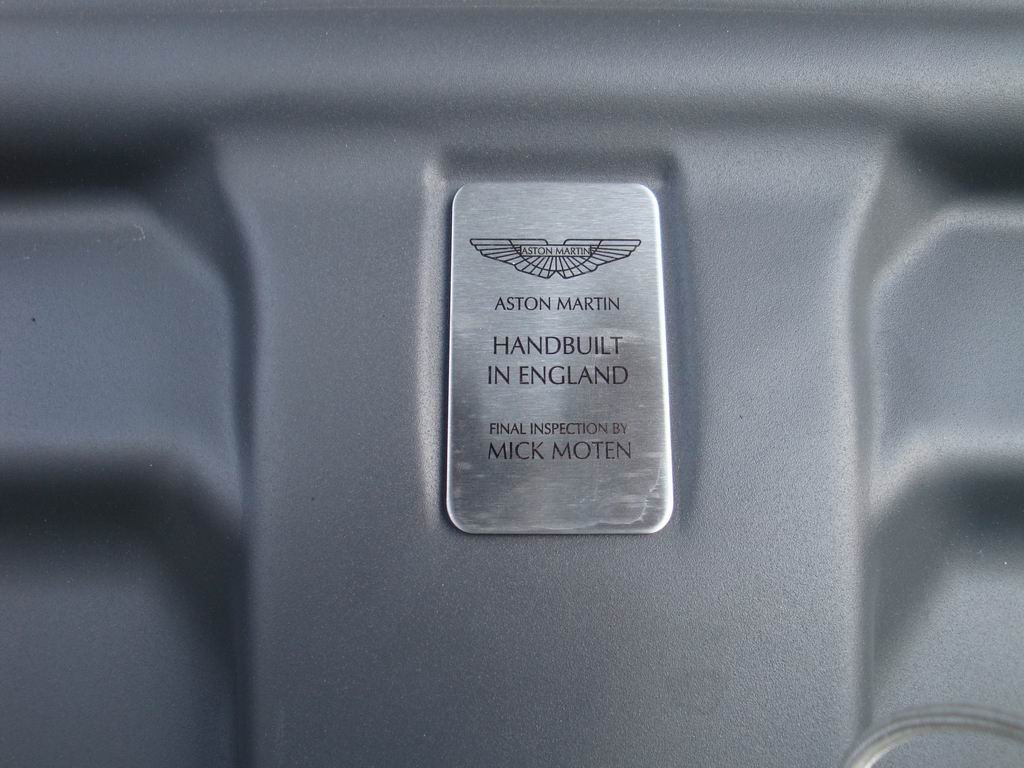 ASTON MARTIN
ASTON MARTIN
HANDBUILT
IN ENGLAND
FINAL INSPECTION BY
MICK MOTEN